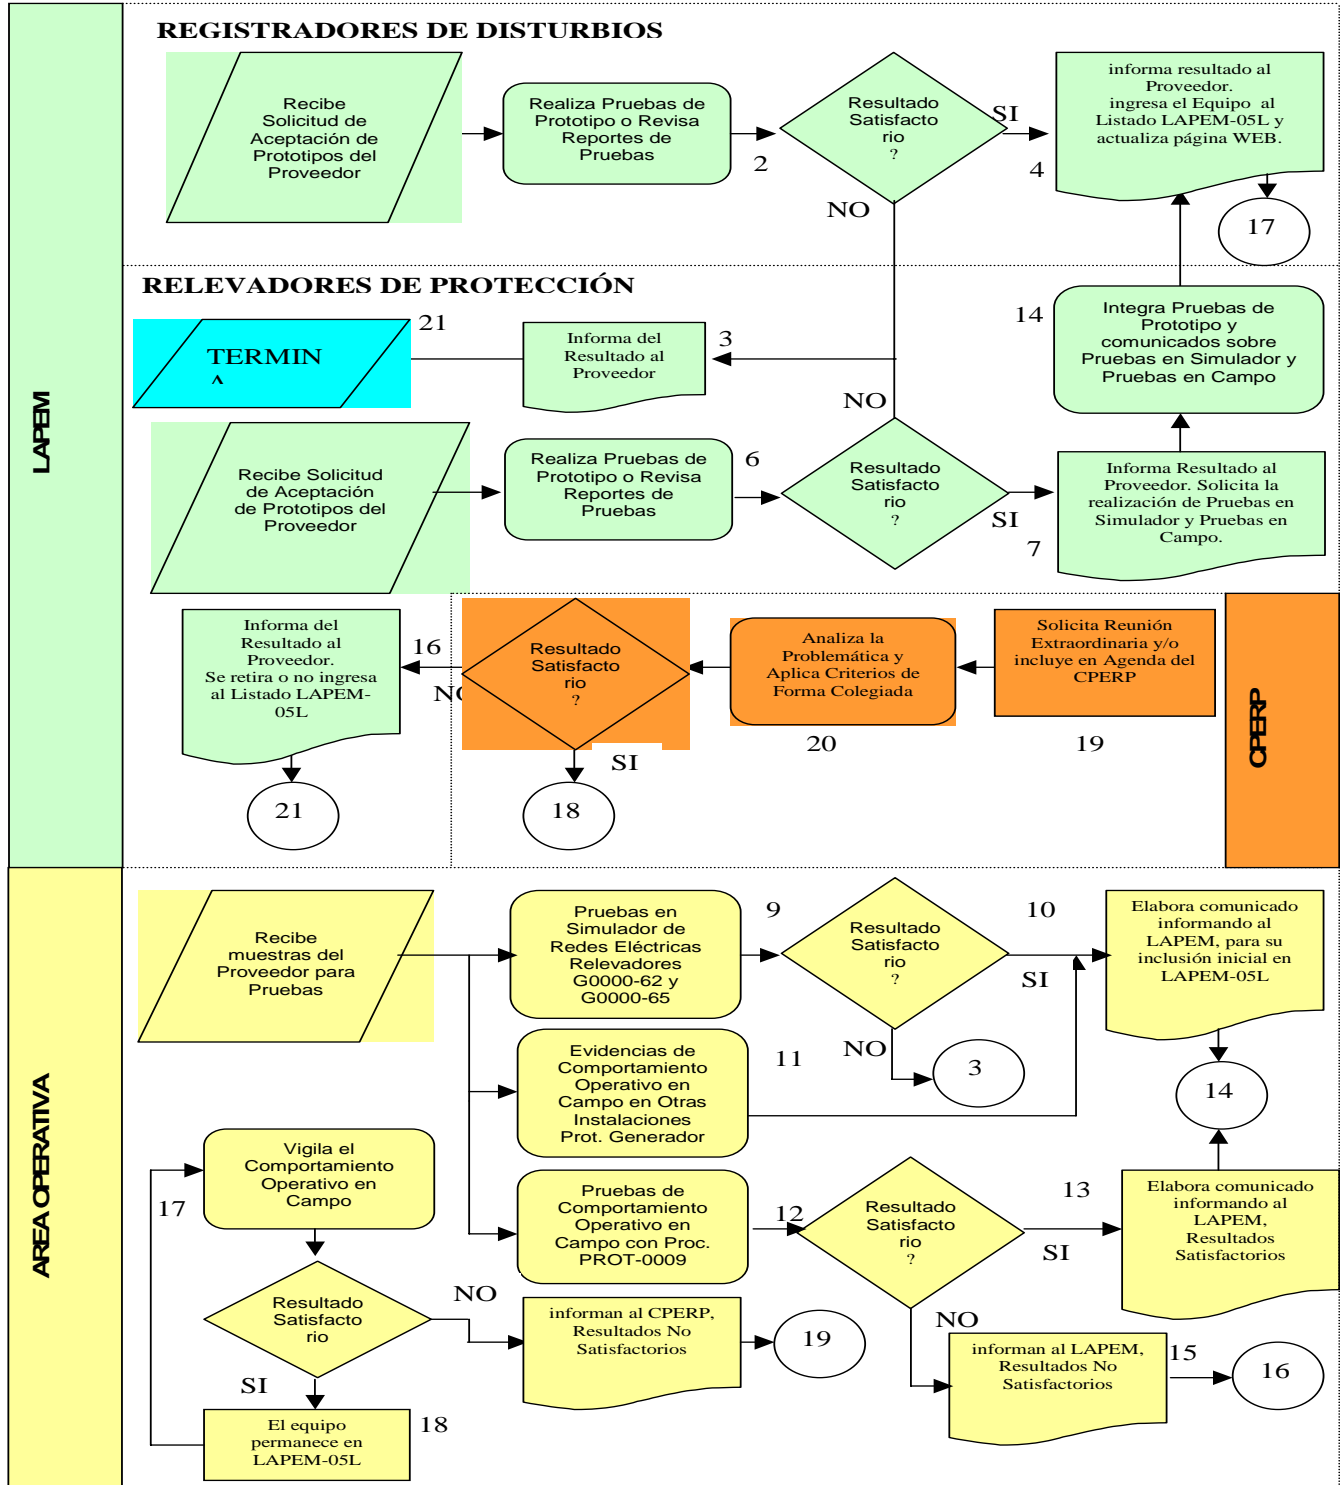 REGISTRADORES DE DISTURBIOS
Recibe
Solicitud de
Aceptación de
Prototipos del
Proveedor
Realiza Pruebas de
Prototipo o Revisa
Reportes de
Pruebas
2
Resultado
Satisfacto
rio
?
SI
NO
4
informa resultado al
Proveedor.
ingresa el Equipo al
Listado LAPEM-05L y
actualiza página WEB.
17
LAPEM
RELEVADORES DE PROTECCIÓN
TERMIN
21
Informa del
Resultado al
Proveedor
3
14
Integra Pruebas de
Prototipo y
comunicados sobre
Pruebas en Simulador y
Pruebas en Campo
NO
Recibe Solicitud
de Aceptación
de Prototipos del
Proveedor
Realiza Pruebas de
Prototipo o Revisa
Reportes de
Pruebas
6
Resultado
Satisfacto
rio
?
SI
7
Informa Resultado al
Proveedor. Solicita la
realización de Pruebas en
Simulador y Pruebas en
Campo.
Informa del
Resultado al
Proveedor.
Se retira o no ingresa
al Listado LAPEM-
05L
16
NO
21
Resultado
Satisfacto
rio
?
SI
18
Analiza la
Problemática y
Aplica Criterios de
Forma Colegiada
20
Solicita Reunión
Extraordinaria y/o
incluye en Agenda del
CPERP
19
CPERP
AREA OPERATIVA
Recibe
muestras del
Proveedor para
Pruebas
Pruebas en
Simulador de
Redes Eléctricas
Relevadores
G0000-62 y
G0000-65
9
Resultado
Satisfacto
rio
?
10
SI
NO
3
Elabora comunicado
informando al
LAPEM, para su
inclusión inicial en
LAPEM-05L
14
Evidencias de
Comportamiento
Operativo en
Campo en Otras
Instalaciones
Prot. Generador
11
Vigila el
Comportamiento
Operativo en
Campo
17
Pruebas de
Comportamiento
Operativo en
Campo con Proc.
PROT-0009
12
Resultado
Satisfacto
rio
?
13
SI
NO
Elabora comunicado
informando al
LAPEM,
Resultados
Satisfactorios
Resultado
Satisfacto
rio
NO
SI
informan al CPERP,
Resultados No
Satisfactorios
19
informan al LAPEM,
Resultados No
Satisfactorios
15
16
El equipo
permanece en
LAPEM-05L
18